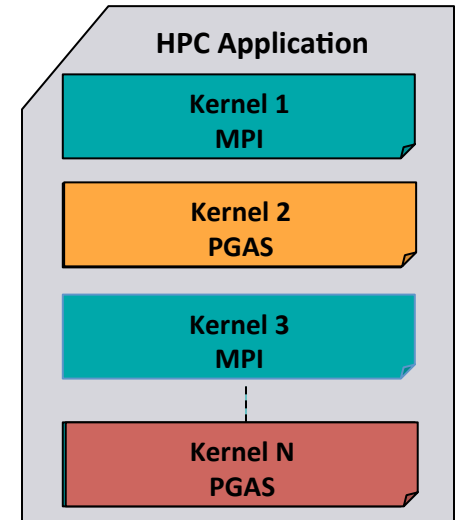 HPC Application
Kernel 1
MPI
Kernel 2
PGAS
Kernel 3
MPI
Kernel N
PGAS